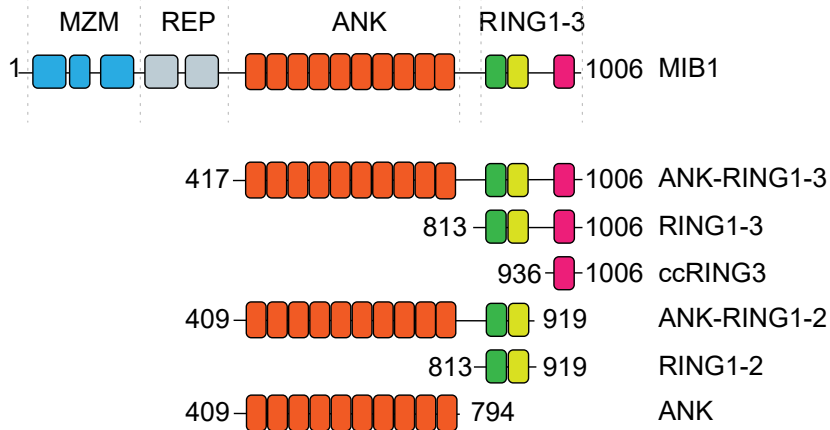 MZM REP ANK RING1-3
1 1006 MIB1
417 1006 ANK-RING1-3
813 1006 RING1-3
936 1006 ccRING3
409 919 ANK-RING1-2
813 919 RING1-2
409 794 ANK